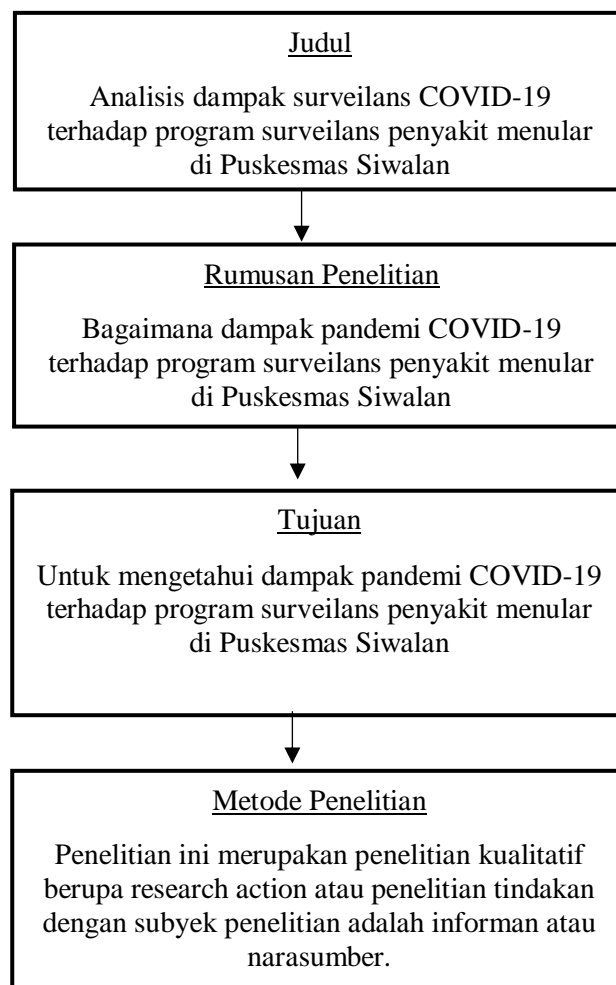 Judul
Analisis dampak surveilans COVID-19
terhadap program surveilans penyakit menular
di Puskesmas Siwalan
Rumusan Penelitian
Bagaimana dampak pandemi COVID-19
terhadap program surveilans penyakit menular
di Puskesmas Siwalan
Tujuan
Untuk mengetahui dampak pandemi COVID-19
terhadap program surveilans penyakit menular
di Puskesmas Siwalan
Metode Penelitian
Penelitian ini merupakan penelitian kualitatif
berupa research action atau penelitian tindakan
dengan subyek penelitian adalah informan atau
narasumber.